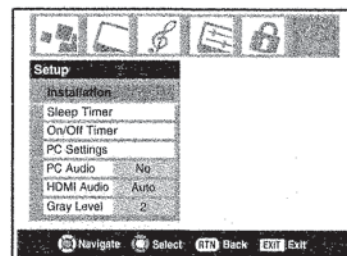 Setup
Installation
Sleep Timer
On/Off Timer
PC Settings
PC Audio No
HDMI Audio Auto
Gray Level 2
Navigate Select RTN Back EXIT Exit